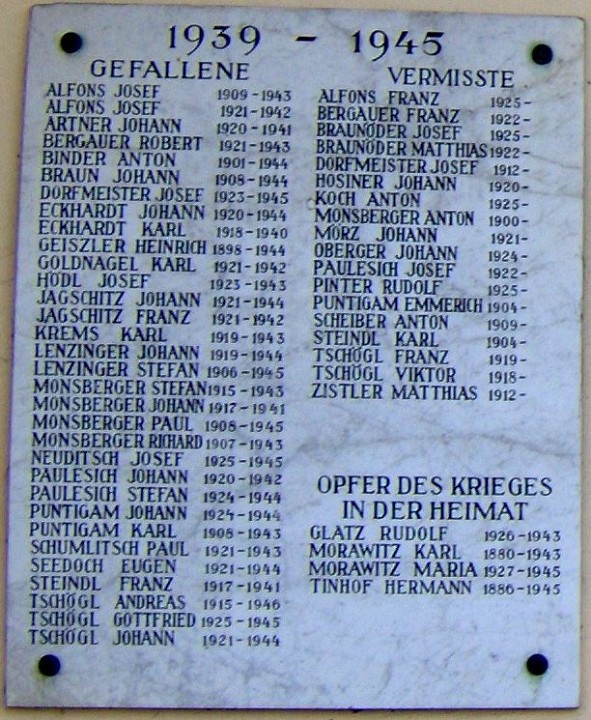 1939 - 1945
GEFALLENE
ALFONS JOSEF 1909-1943
ALFONS JOSEF 1921-1942
ARTNER JOHANN 1920-1941
BERGAUER ROBERT 1921-1943
BINDER ANTON 1901-1944
BRAUN JOHANN 1908-1944
DORFMEISTER JOSEF 1923-1945
ECKHARDT JOHANN 1920-1944
ECKHARDT KARL 1918-1940
GEISZLER HEINRICH 1898-1944
GOLDNAGEL KARL 1921-1942
HÖDL JOSEF 1923-1943
JAGSCHITZ JOHANN 1921-1944
JAGSCHITZ FRANZ 1921-1942
KREMS KARL 1919-1943
LENZINGER JOHANN 1919-1944
LENZINGER STEFAN 1906-1945
MONSBERGER STEFAN 1915-1943
MONSBERGER JOHANN 1917-1941
MONSBERGER PAUL 1908-1945
MONSBERGER RICHARD 1907-1943
NEUDITSCH JOSEF 1925-1945
PAULESICH JOHANN 1920-1942
PAULESICH STEFAN 1924-1944
PUNTIGAM JOHANN 1924-1944
PUNTIGAM KARL 1908-1943
SCHUMLITSCH PAUL 1921-1943
SEEDOCH EUGEN 1921-1944
STEINDL FRANZ 1917-1941
TSCHÖGL ANDREAS 1915-1946
TSCHÖGL GOTTFRIED 1925-1945
TSCHÖGL JOHANN 1921-1944
VERMISSTE
ALFONS FRANZ 1925-
BERGAUER FRANZ 1922-
BRAUNÖDER JOSEF 1925-
BRAUNÖDER MATTHIAS 1922-
DORFMEISTER JOSEF 1912-
HOSINER JOHANN 1920-
KOCH ANTON 1925-
MONSBERGER ANTON 1900-
MÖRZ JOHANN 1921-
OBERGER JOHANN 1924-
PAULESICH JOSEF 1922-
PINTER RUDOLF 1925-
PUNTIGAM EMMERICH 1904-
SCHEIBER ANTON 1909-
STEINDL KARL 1904-
TSCHÖGL FRANZ 1919-
TSCHÖGL VIKTOR 1918-
ZISTLER MATTHIAS 1912-
OPFER DES KRIEGES
IN DER HEIMAT
GLATZ RUDOLF 1926-1943
MORAWITZ KARL 1880-1943
MORAWITZ MARIA 1927-1945
TINHOF HERMANN 1886-1945